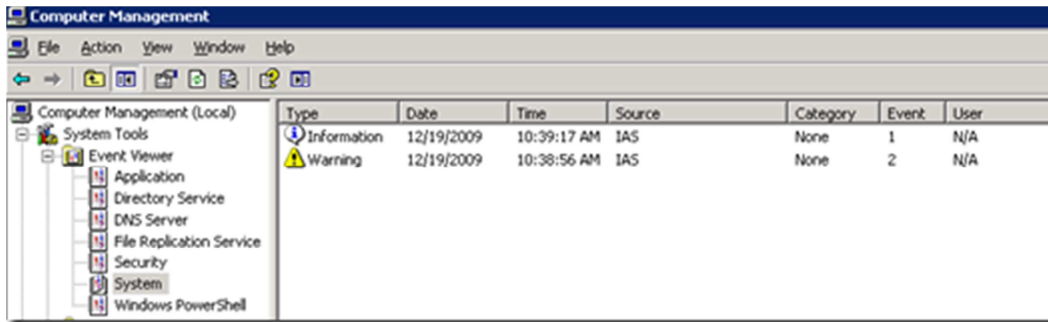 Computer Management
File Action View Window Help
Computer Management (Local)
System Tools
Event Viewer
Application
Directory Service
DNS Server
File Replication Service
Security
System
Windows PowerShell
Type Date Time Source Category Event User
Information 12/19/2009 10:39:17 AM IAS None 1 N/A
Warning 12/19/2009 10:38:56 AM IAS None 2 N/A